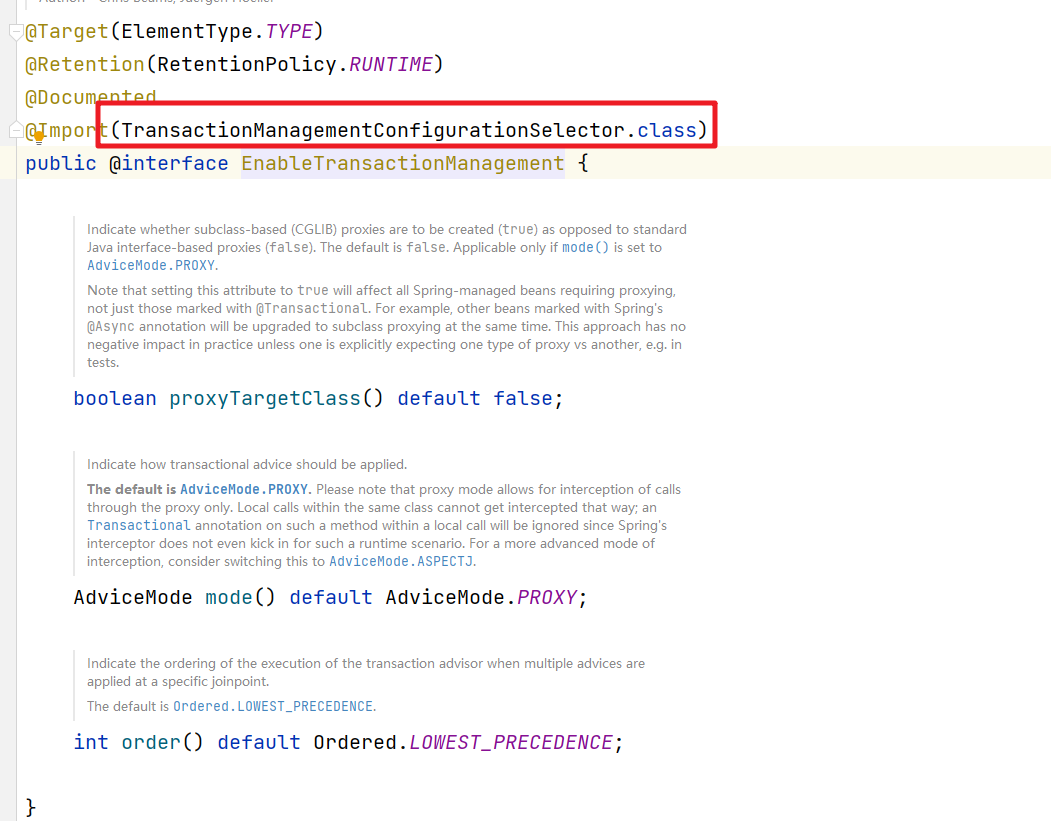 @Target(ElementType.TYPE)
@Retention(RetentionPolicy.RUNTIME)
@Documented
@Import(TransactionManagementConfigurationSelector.class)
public @interface EnableTransactionManagement {
Indicate whether subclass-based (CGLIB) proxies are to be created (true) as opposed to standard
Java interface-based proxies (false). The default is false. Applicable only if mode() is set to
AdviceMode.PROXY.
Note that setting this attribute to true will affect all Spring-managed beans requiring proxying,
not just those marked with @Transactional. For example, other beans marked with Spring's
@Async annotation will be upgraded to subclass proxying at the same time. This approach has no
negative impact in practice unless one is explicitly expecting one type of proxy vs another, e.g. in
tests.
boolean proxyTargetClass() default false;
Indicate how transactional advice should be applied.
The default is AdviceMode.PROXY. Please note that proxy mode allows for interception of calls
through the proxy only. Local calls within the same class cannot get intercepted that way; an
Transactional annotation on such a method within a local call will be ignored since Spring's
interceptor does not even kick in for such a runtime scenario. For a more advanced mode of
interception, consider switching this to AdviceMode.ASPECTJ.
AdviceMode mode() default AdviceMode.PROXY;
Indicate the ordering of the execution of the transaction advisor when multiple advices are
applied at a specific joinpoint.
The default is Ordered.LOWEST_PRECEDENCE.
int order() default Ordered.LOWEST_PRECEDENCE;
}